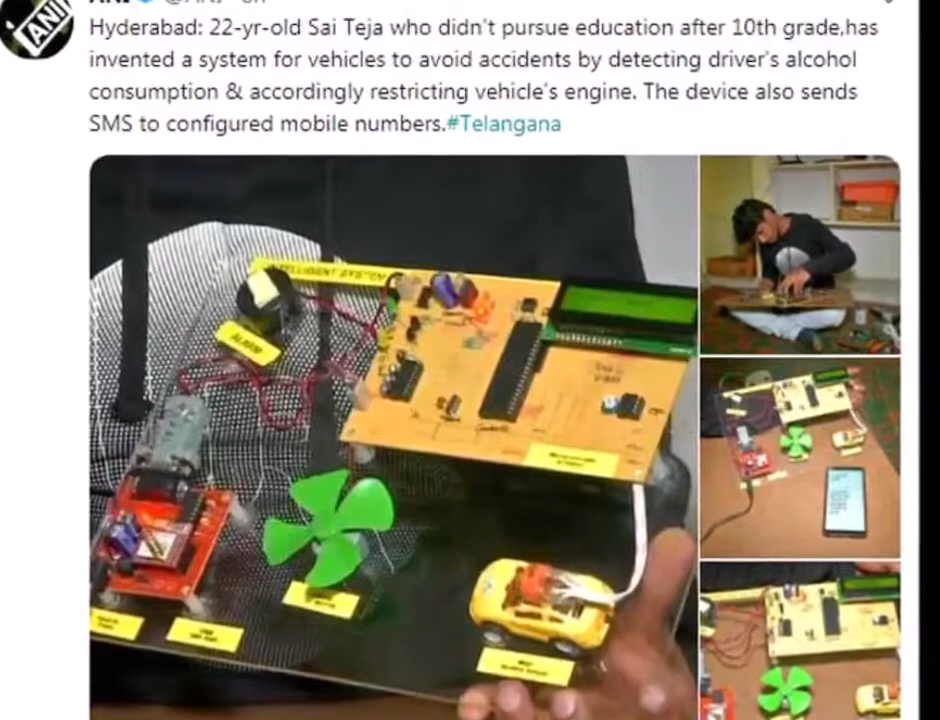 ANI
Hyderabad: 22-yr-old Sai Teja who didn't pursue education after 10th grade,has
invented a system for vehicles to avoid accidents by detecting driver's alcohol
consumption & accordingly restricting vehicle's engine. The device also sends
SMS to configured mobile numbers.#Telangana
INTELLIGENT SYSTEM
ALARM